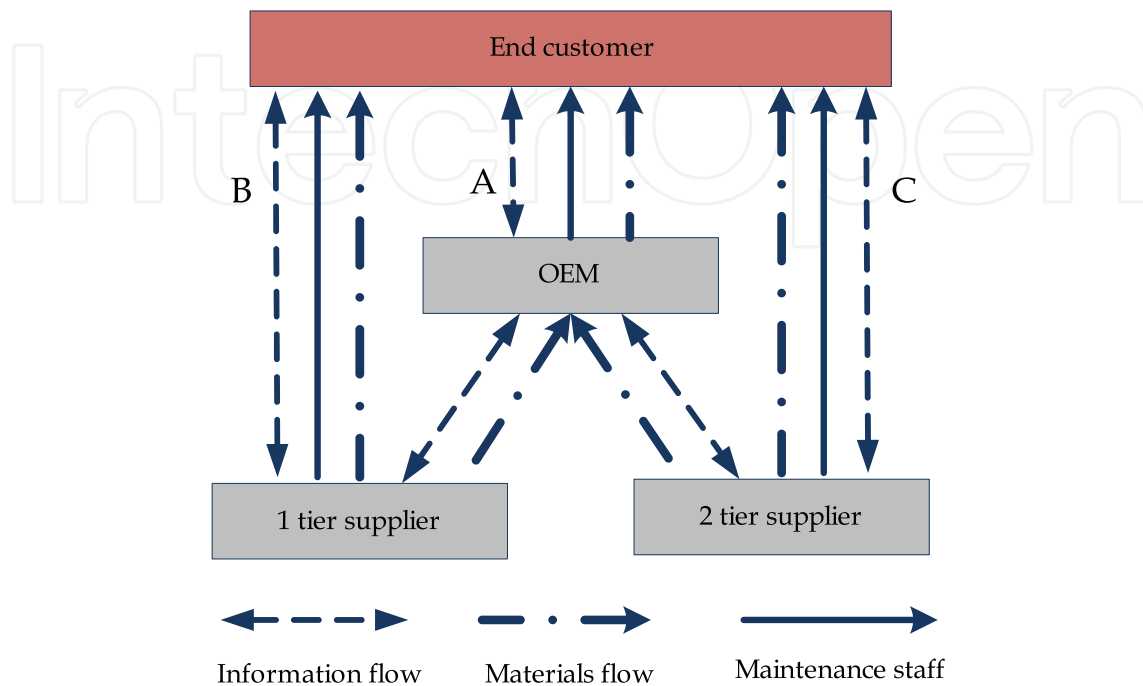 IntechOpen
End customer
B
A
C
OEM
1 tier supplier
2 tier supplier
Information flow
Materials flow
Maintenance staff